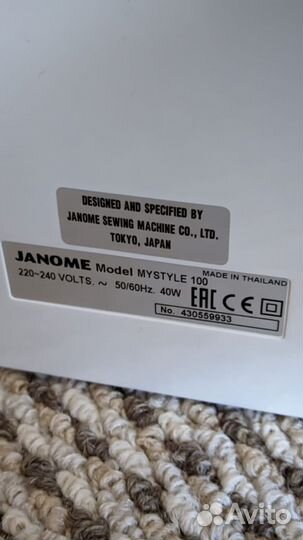 DESIGNED AND SPECIFIED BY
JANOME SEWING MACHINE CO., LTD.
TOKYO, JAPAN
JANOME Model MYSTYLE 100 MADE IN THAILAND
220~240 VOLTS. ~ 50/60Hz. 40W EAC CE
No. 430559933
Avito